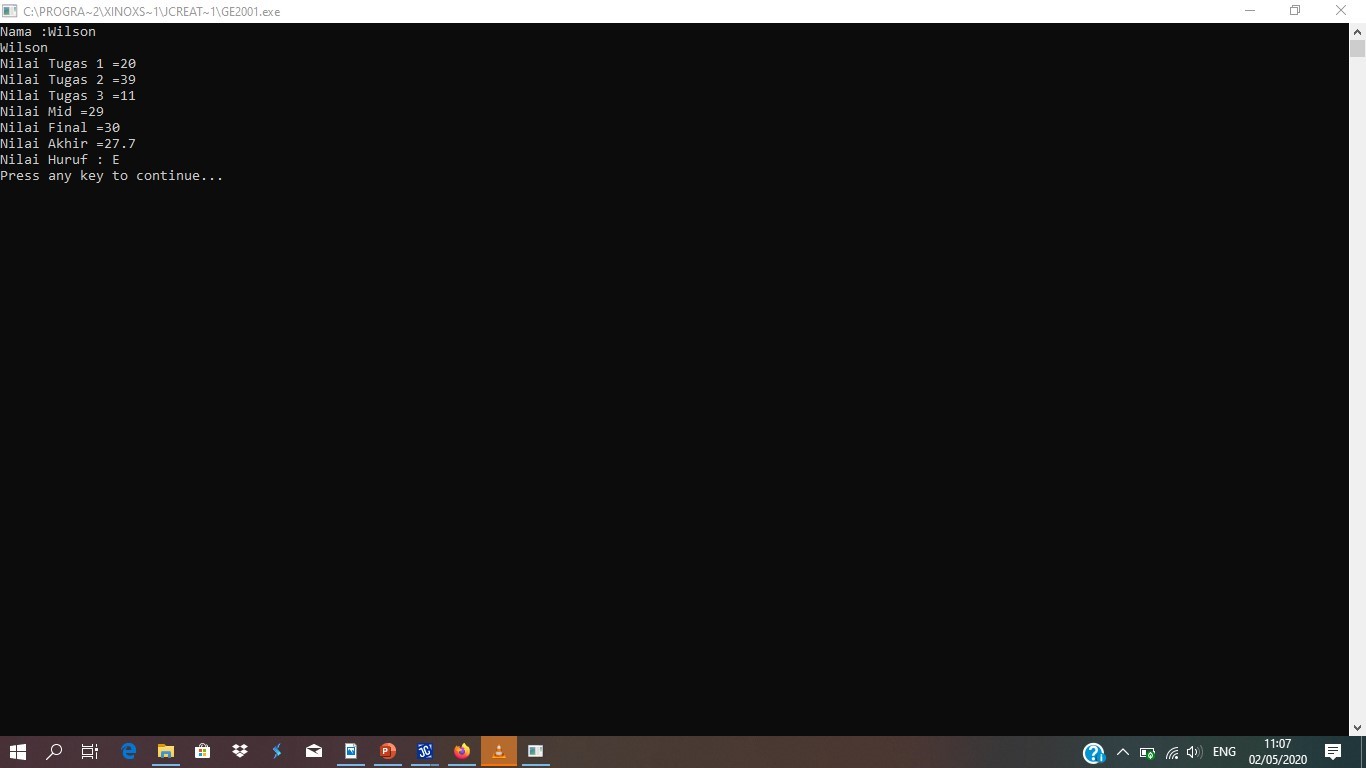 C:\PROGRA~2\XINOXS~1\JCREAT~1\GE2001.exe
Nama :Wilson
Wilson
Nilai Tugas 1 =20
Nilai Tugas 2 =39
Nilai Tugas 3 =11
Nilai Mid =29
Nilai Final =30
Nilai Akhir =27.7
Nilai Huruf : E
Press any key to continue...
ENG
11:07
02/05/2020